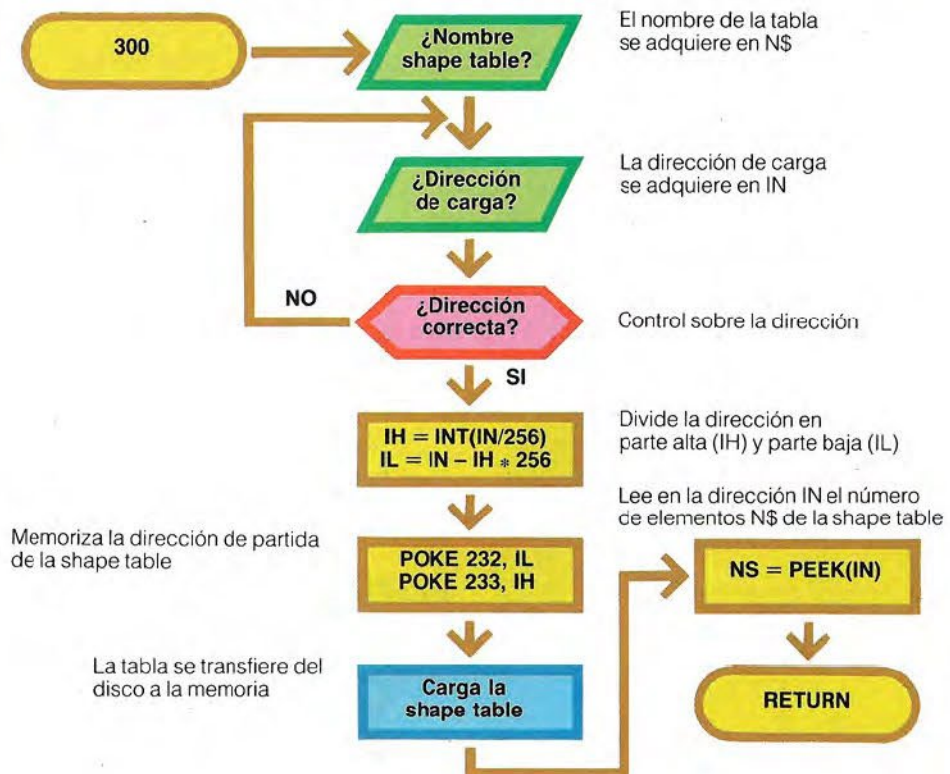 300
¿Nombre
shape table?
El nombre de la tabla
se adquiere en N$
¿Dirección
de carga?
La dirección de carga
se adquiere en IN
NO
¿Dirección
correcta?
Control sobre la dirección
SI
IH = INT(IN/256)
IL = IN – IH * 256
Divide la dirección en
parte alta (IH) y parte baja (IL)
Lee en la dirección IN el número
de elementos N$ de la shape table
Memoriza la dirección de partida
de la shape table
POKE 232, IL
POKE 233, IH
NS = PEEK(IN)
La tabla se transfiere del
disco a la memoria
Carga la
shape table
RETURN